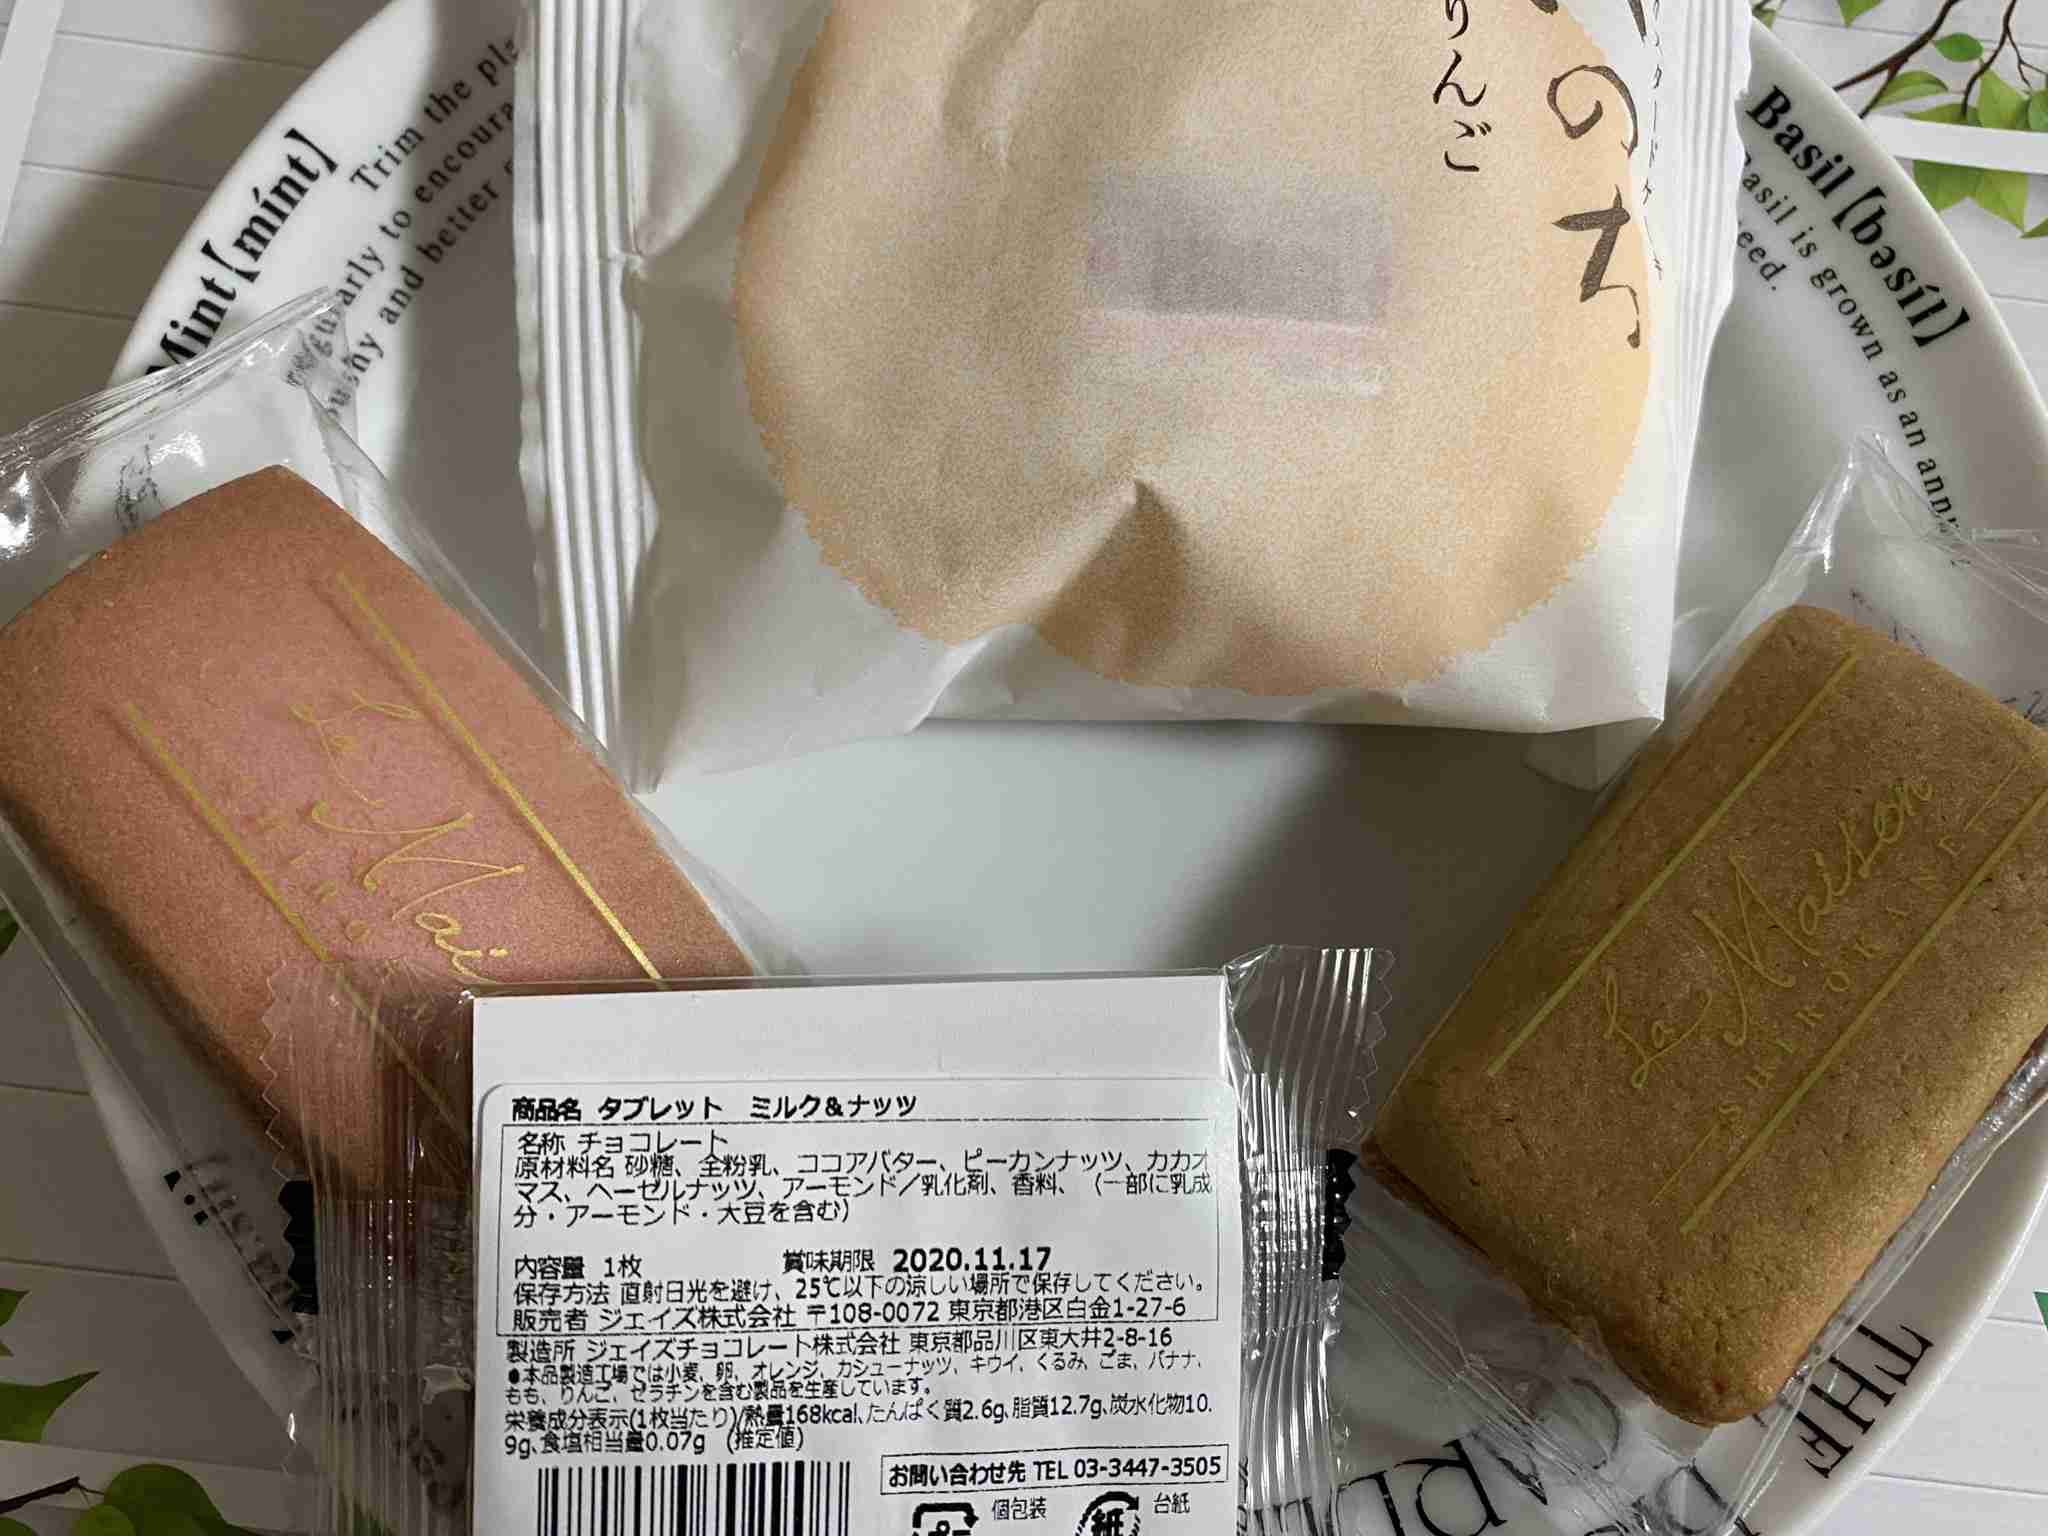 りんご
のち
Mint【mínt】
Trim the
to encoura
and better
Basil【bəsíl】
asil is grown as an ann
eed.
La Mai
La Maison
SHIROKANE
商品名 タブレット ミルク&ナッツ
名称 チョコレート
原材料名 砂糖、全粉乳、ココアバター、ピーカンナッツ、カカオ
マス、ヘーゼルナッツ、アーモンド/乳化剤、香料、(一部に乳成
分・アーモンド・大豆を含む)
内容量 1枚 賞味期限 2020.11.17
保存方法 直射日光を避け、25℃以下の涼しい場所で保存してください。
販売者 ジェイズ株式会社 〒108-0072 東京都港区白金1-27-6
製造所 ジェイズチョコレート株式会社 東京都品川区東大井2-8-16
●本品製造工場では小麦、卵、オレンジ、カシューナッツ、キウイ、くるみ、ごま、バナナ、
もも、りんご、ゼラチンを含む製品を生産しています。
栄養成分表示(1枚当たり)/熱量168kcal、たんぱく質2.6g、脂質12.7g、炭水化物10.
9g、食塩相当量0.07g (推定値)
お問い合わせ先 TEL 03-3447-3505
個包装
台紙
紙
THE